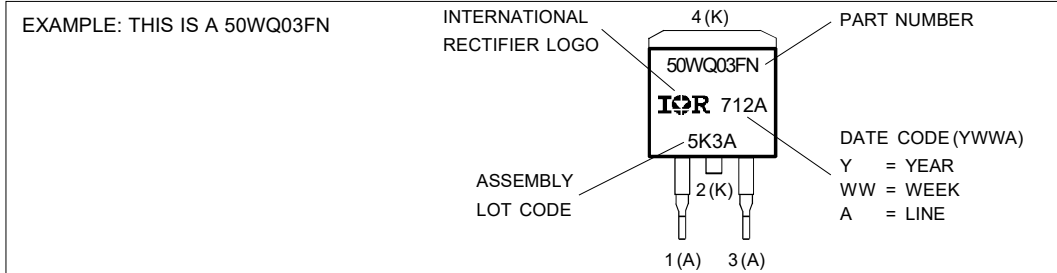 EXAMPLE: THIS IS A 50WQ03FN
INTERNATIONAL
RECTIFIER LOGO
4 (K)
PART NUMBER
50WQ03FN
IOR 712A
5K3A
ASSEMBLY
LOT CODE
2 (K)
DATE CODE (YWWA)
Y = YEAR
WW = WEEK
A = LINE
1 (A) 3 (A)